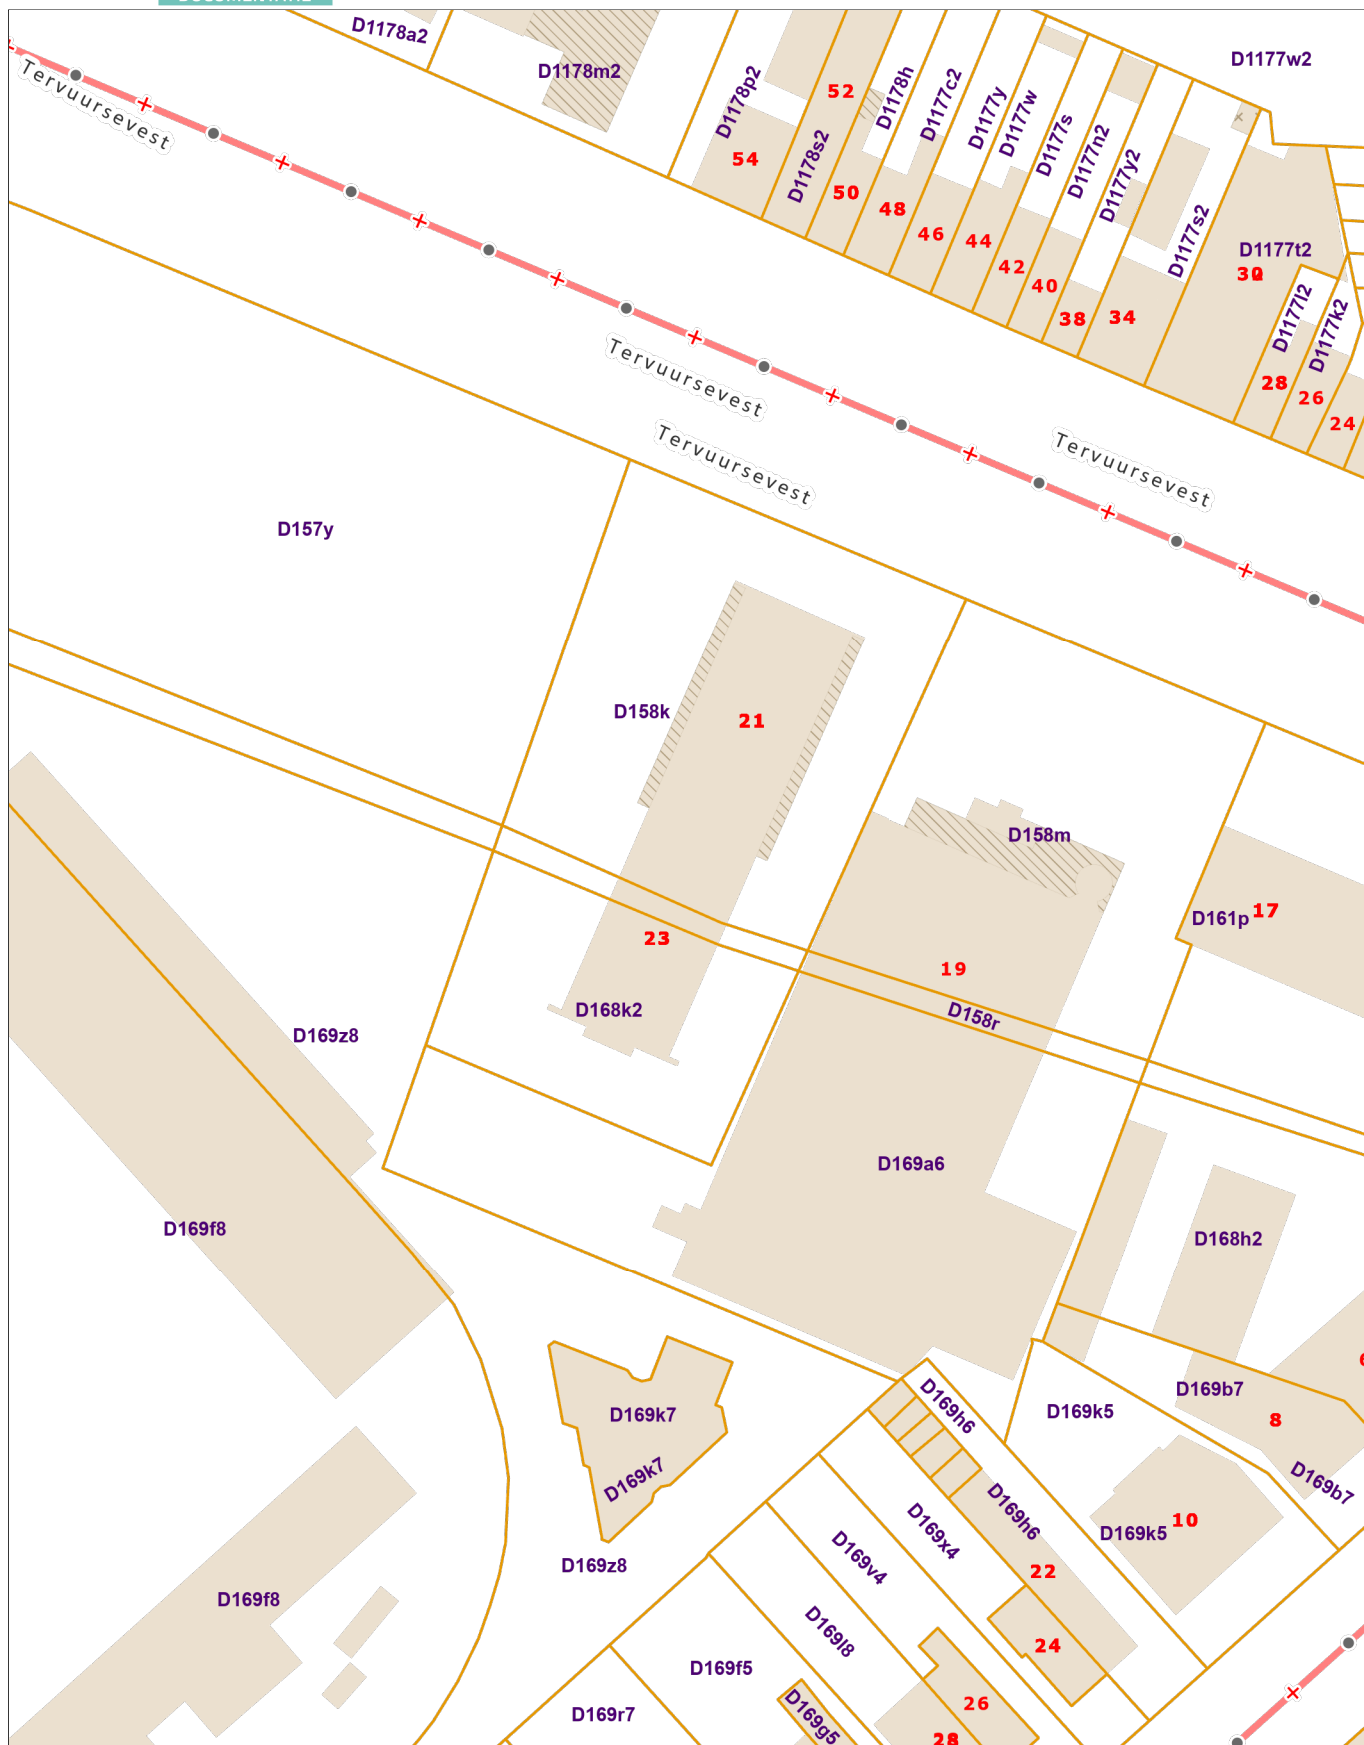 D1178a2
D1177w2
D1178m2
Tervuursevest
D1178p2
52
D1178h
D1177c2
D1177y
D1177w
D1177s
D1177n2
D1177y2
54
D1178s2
50
48
46
44
42
40
38
34
D1177s2
D1177t2
D1177l2
D1177k2
28
26
24
Tervuursevest
Tervuursevest
Tervuursevest
D157y
D158k
21
D158m
17
D161p
23
19
D168k2
D158r
D169z8
D169a6
D169f8
D168h2
D169b7
8
D169k7
D169h6
D169k5
D169k7
D169b7
D169h6
D169k5
10
D169x4
D169v4
D169z8
22
D169f8
D169l8
24
D169f5
D169g5
26
D169r7
28